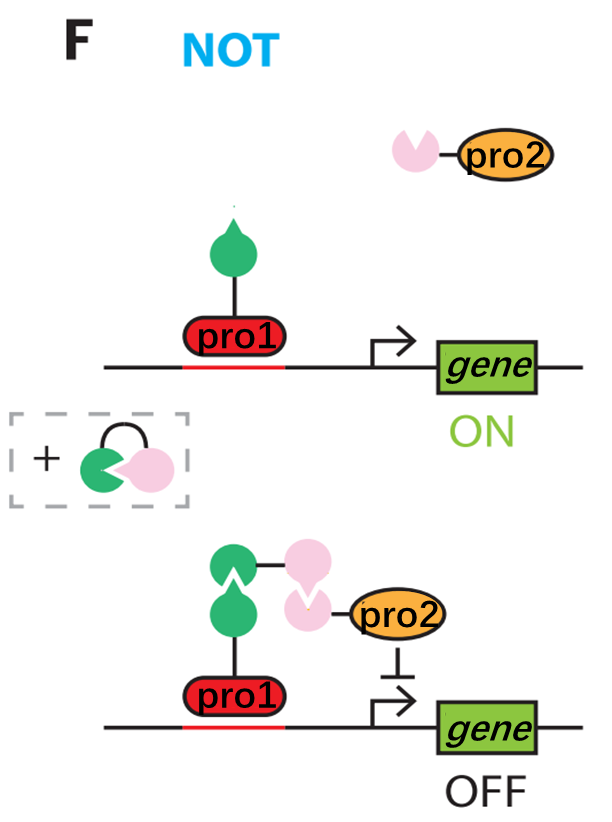 F NOT
pro2
pro1
gene
ON
+
pro2
pro1
gene
OFF